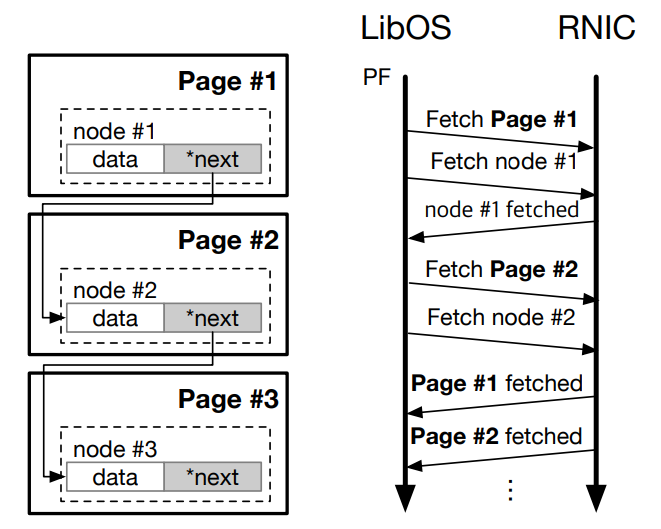 Page #1
node #1
data *next
Page #2
node #2
data *next
Page #3
node #3
data *next
LibOS RNIC
PF
Fetch Page #1
Fetch node #1
node #1 fetched
Fetch Page #2
Fetch node #2
Page #1 fetched
Page #2 fetched
⋮